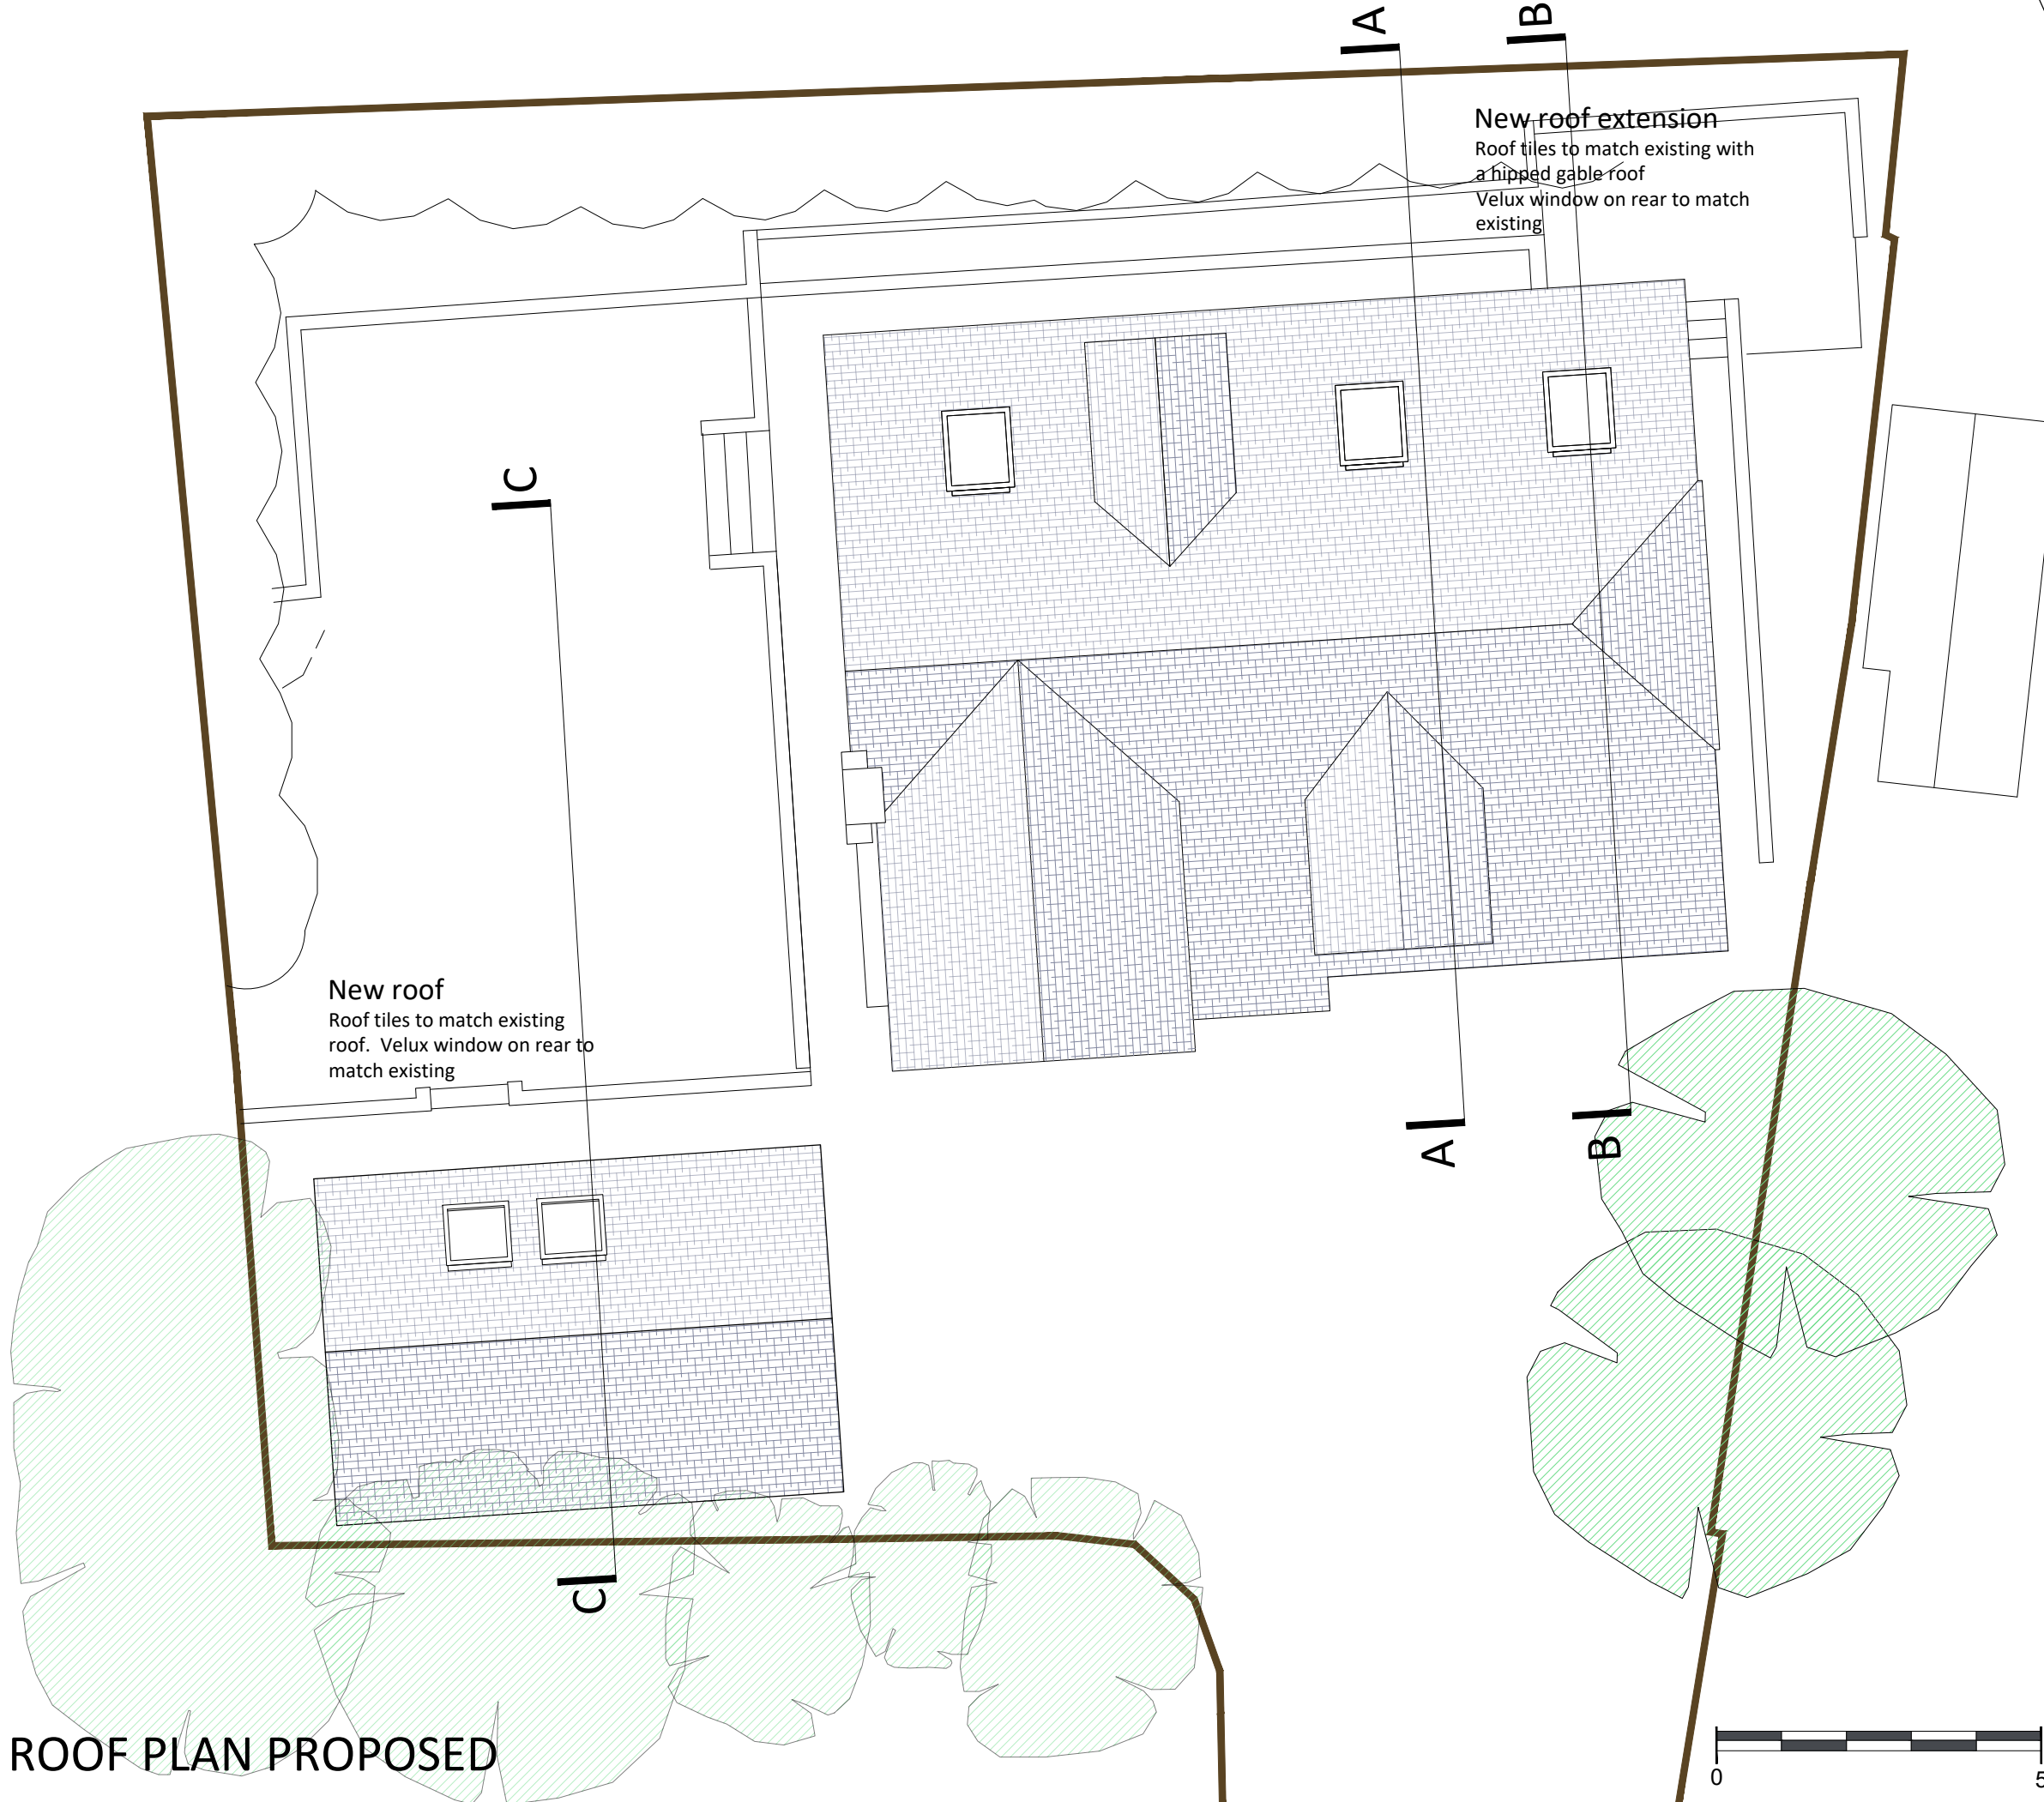 A
B
New roof extension
Roof tiles to match existing with
a hipped gable roof
Velux window on rear to match
existing
C
New roof
Roof tiles to match existing
roof. Velux window on rear to
match existing
A
B
C
ROOF PLAN PROPOSED
0
5